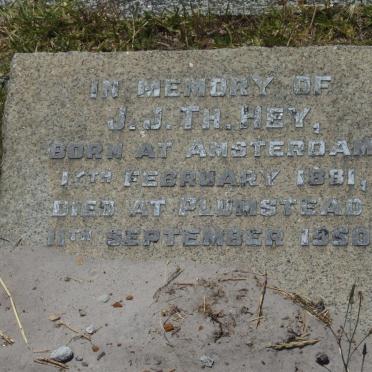 IN MEMORY OF
J. J. TH. HEY,
BORN AT AMSTERDAM
17TH FEBRUARY 1881,
DIED AT PLUMSTEAD
11TH SEPTEMBER 1950